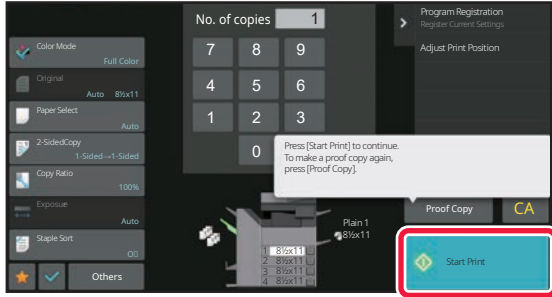 No. of copies 1
Program Registration
Register Current Settings
Adjust Print Position
Color Mode
Full Color
Original
Auto 8½x11
Paper Select
Auto
2-SidedCopy
1-Sided→1-Sided
Copy Ratio
100%
Exposure
Auto
Staple Sort
Others
7 8 9
4 5 6
1 2 3
0
Press [Start Print] to continue.
To make a proof copy again,
press [Proof Copy].
Plain 1
8½x11
1 8½x11
2 8½x11
3 8½x11
4 8½x11
Proof Copy
CA
Start Print